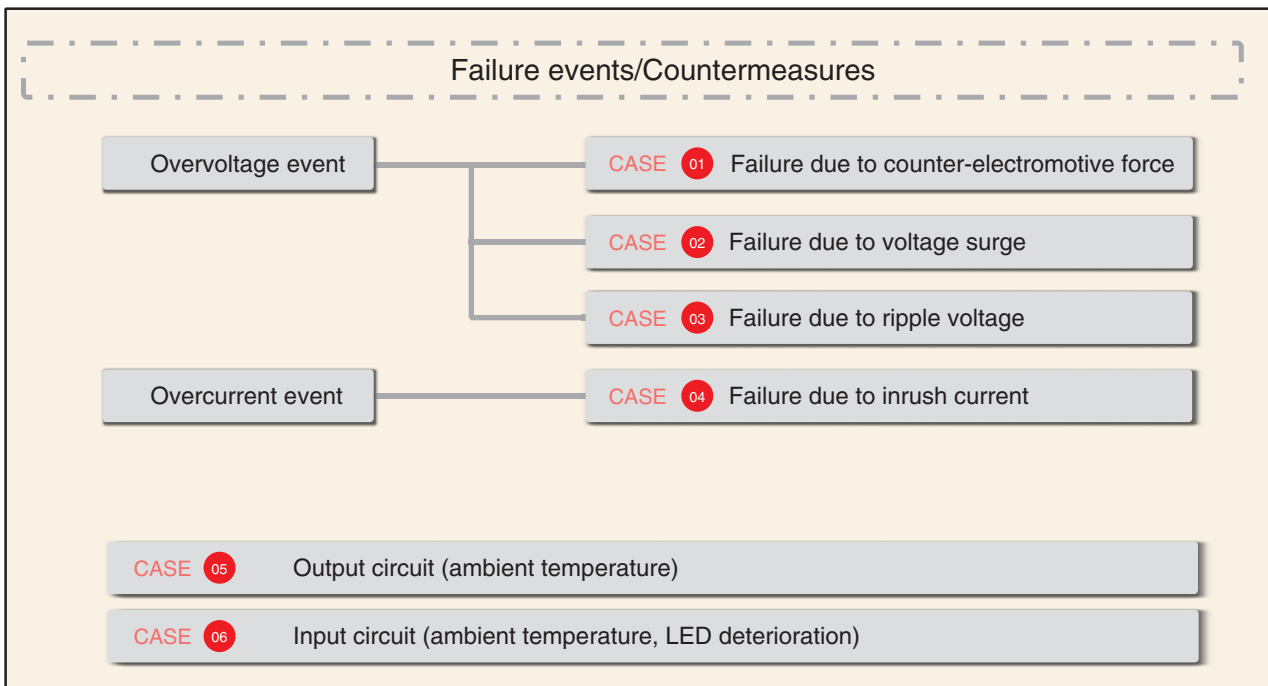 Failure events/Countermeasures
Overvoltage event
CASE 01 Failure due to counter-electromotive force
CASE 02 Failure due to voltage surge
CASE 03 Failure due to ripple voltage
Overcurrent event
CASE 04 Failure due to inrush current
CASE 05 Output circuit (ambient temperature)
CASE 06 Input circuit (ambient temperature, LED deterioration)